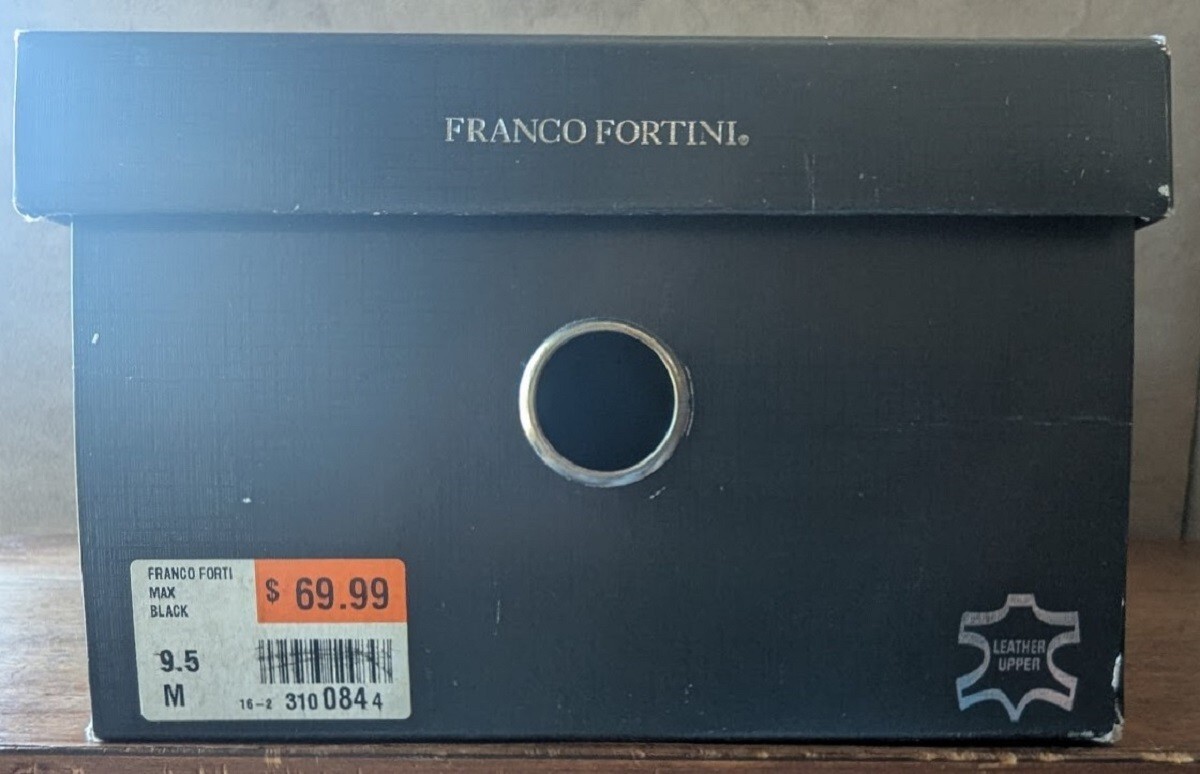 FRANCO FORTINI®
FRANCO FORTI
MAX
BLACK
$ 69.99
9.5
M
16-2 310 084 4
LEATHER
UPPER